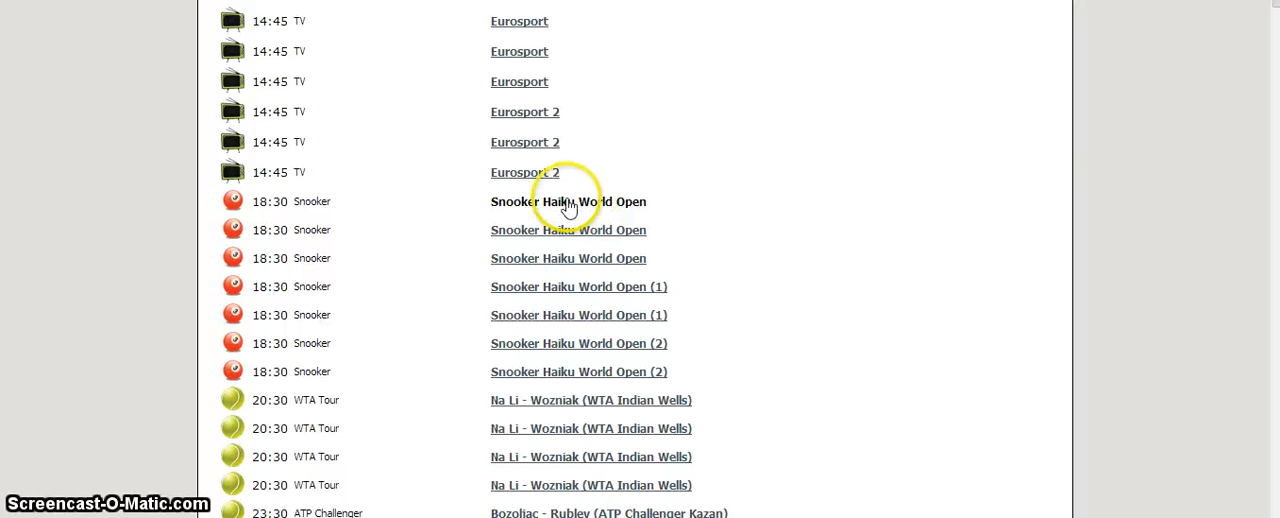 14:45 TV Eurosport
14:45 TV Eurosport
14:45 TV Eurosport
14:45 TV Eurosport 2
14:45 TV Eurosport 2
14:45 TV Eurosport 2
18:30 Snooker Snooker Haiku World Open
18:30 Snooker Snooker Haiku World Open
18:30 Snooker Snooker Haiku World Open
18:30 Snooker Snooker Haiku World Open (1)
18:30 Snooker Snooker Haiku World Open (1)
18:30 Snooker Snooker Haiku World Open (2)
18:30 Snooker Snooker Haiku World Open (2)
20:30 WTA Tour Na Li - Wozniak (WTA Indian Wells)
20:30 WTA Tour Na Li - Wozniak (WTA Indian Wells)
20:30 WTA Tour Na Li - Wozniak (WTA Indian Wells)
20:30 WTA Tour Na Li - Wozniak (WTA Indian Wells)
23:30 ATP Challenger Bozoljac - Rublev (ATP Challenger Kazan)
Screencast-O-Matic.com